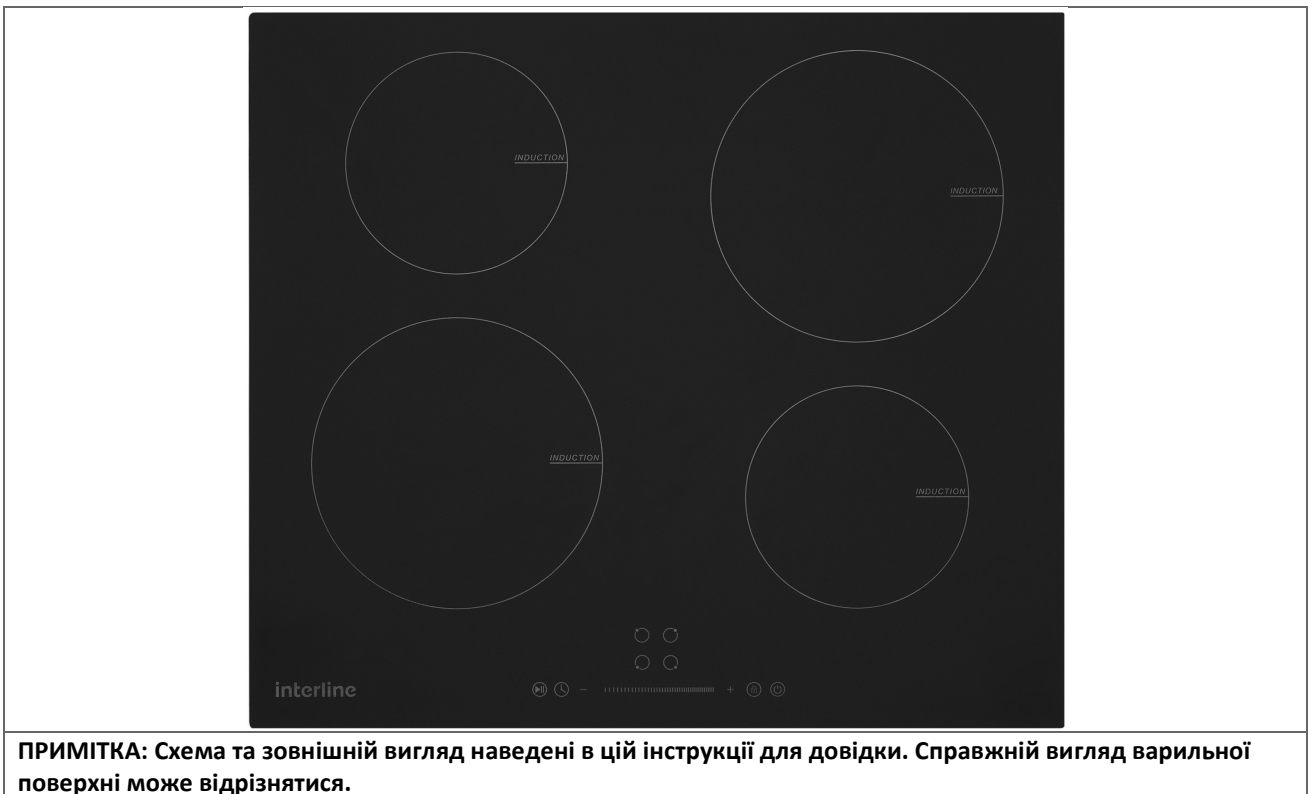 INDUCTION
INDUCTION
INDUCTION
INDUCTION
interline
− +
ПРИМІТКА: Схема та зовнішній вигляд наведені в цій інструкції для довідки. Справжній вигляд варильної
поверхні може відрізнятися.